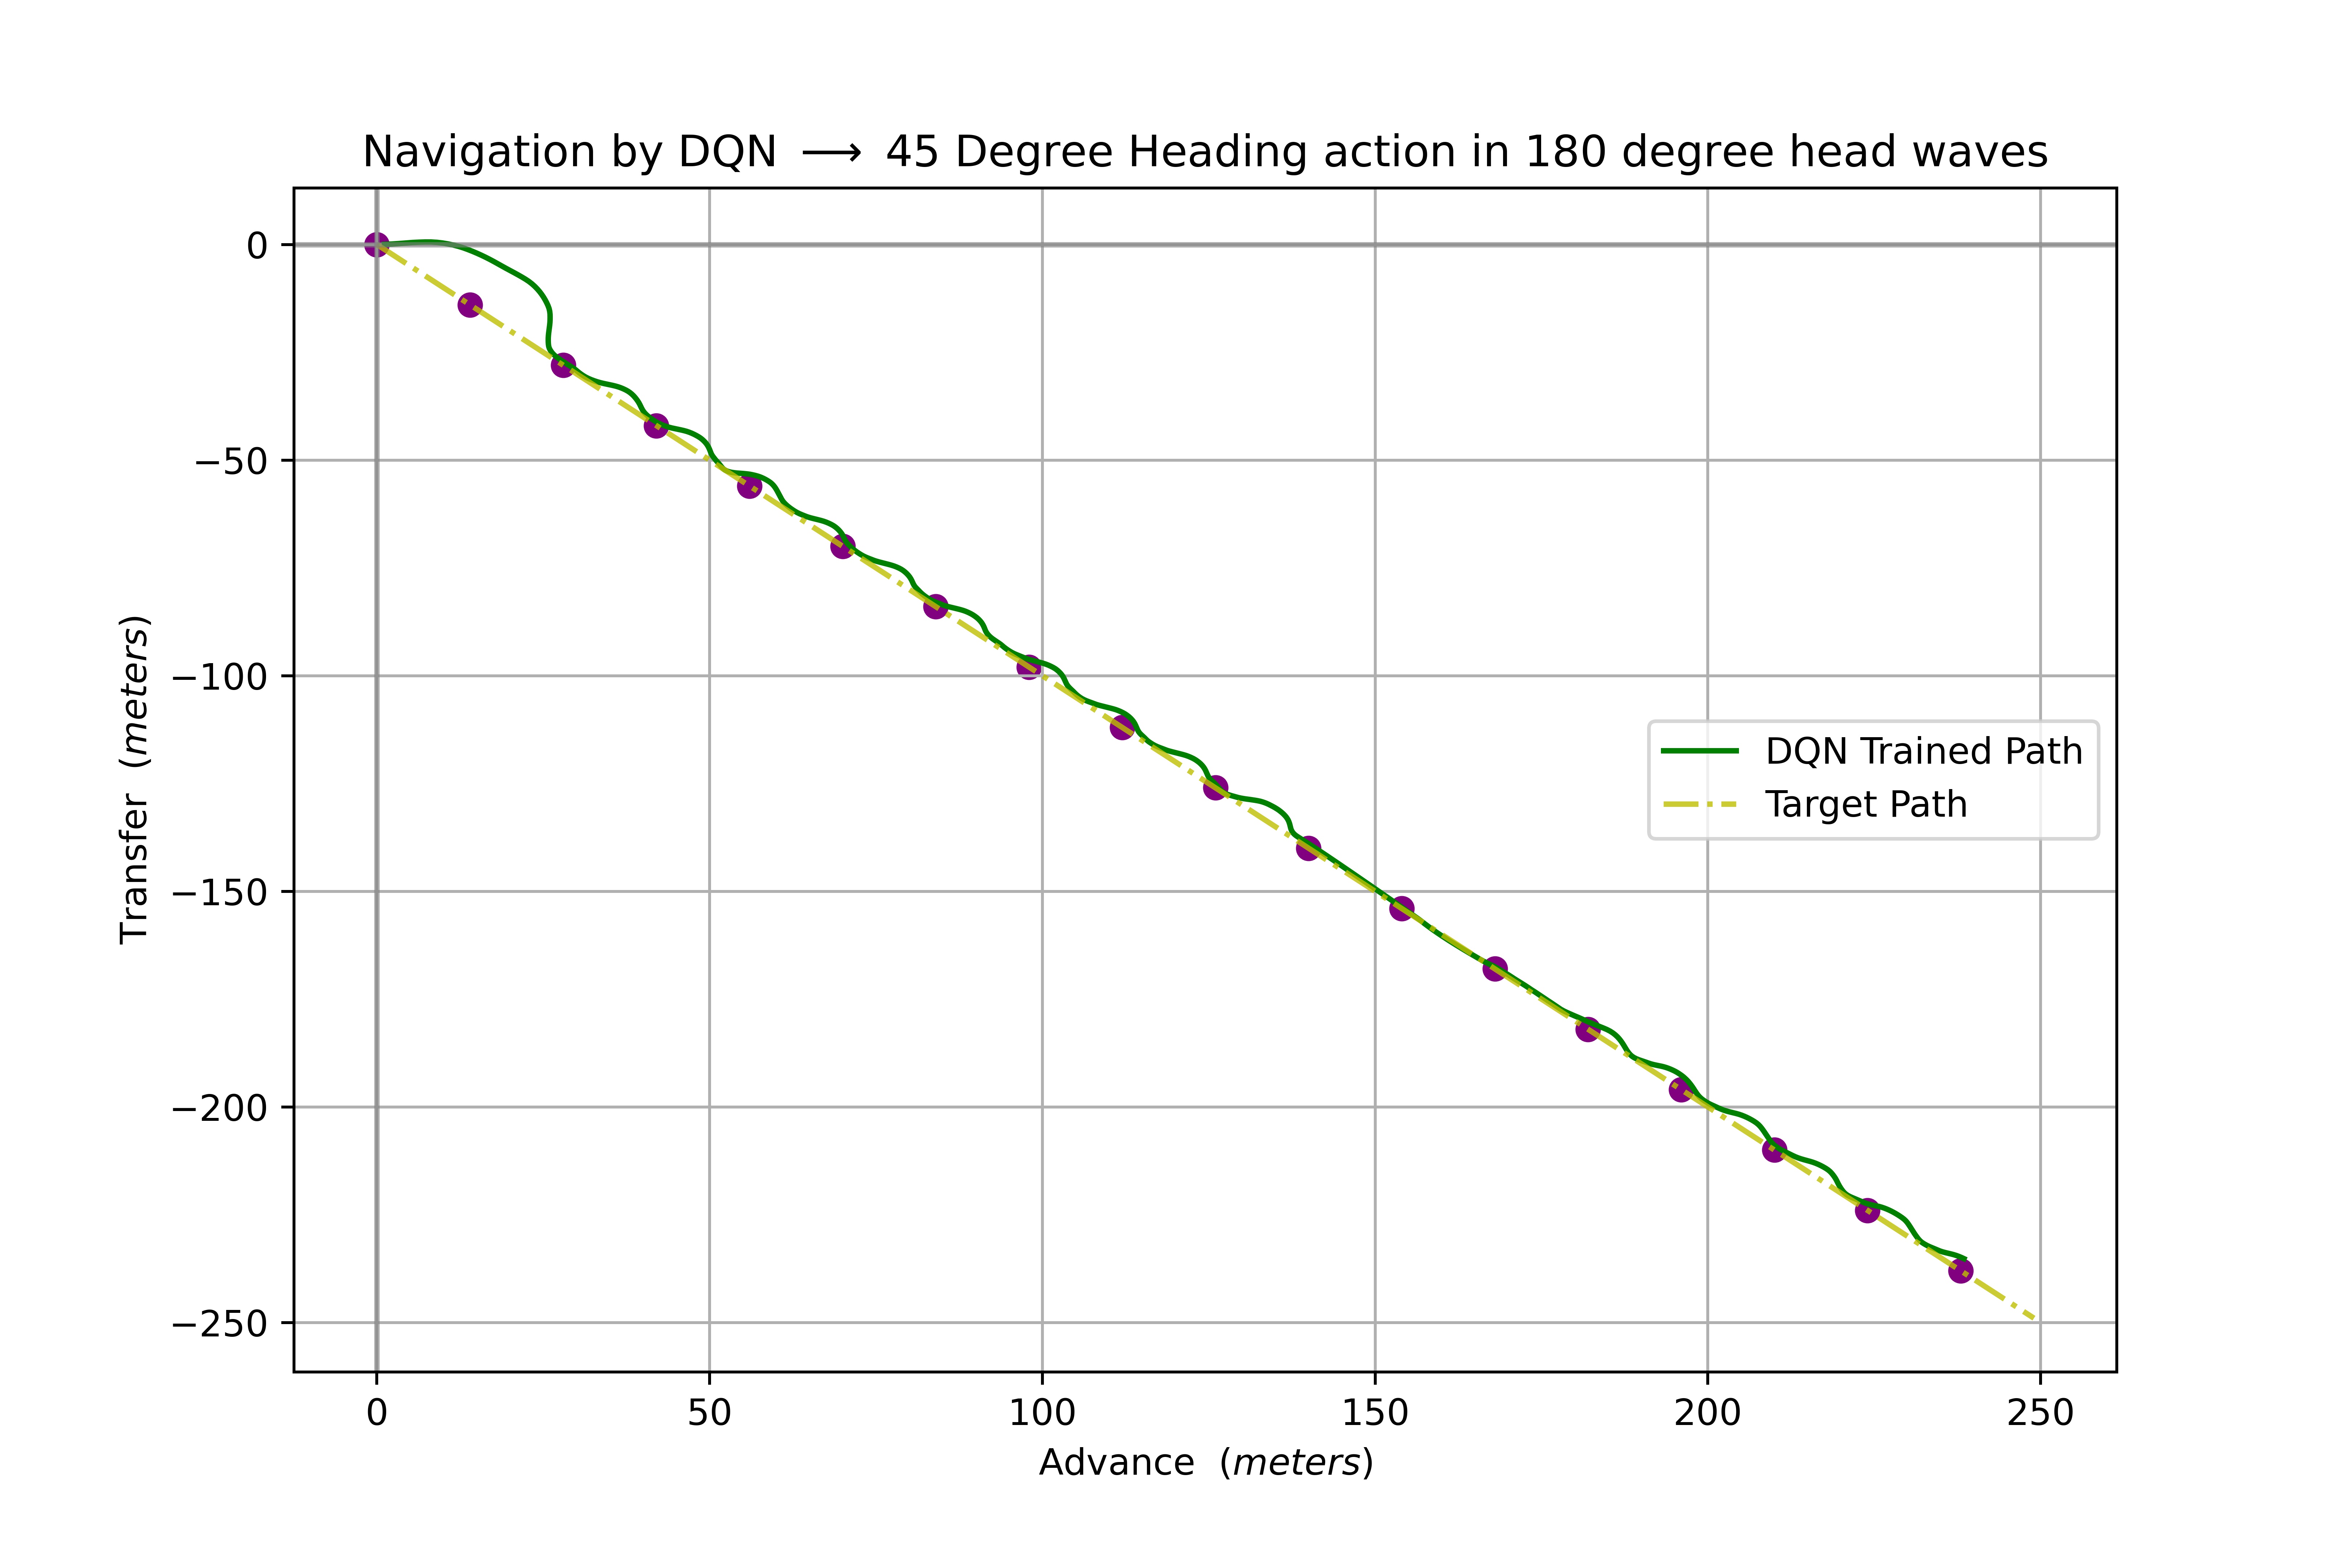 Navigation by DQN ⟶ 45 Degree Heading action in 180 degree head waves
0
−50
−100
−150
−200
−250
Transfer (meters)
DQN Trained Path
Target Path
0 50 100 150 200 250
Advance (meters)